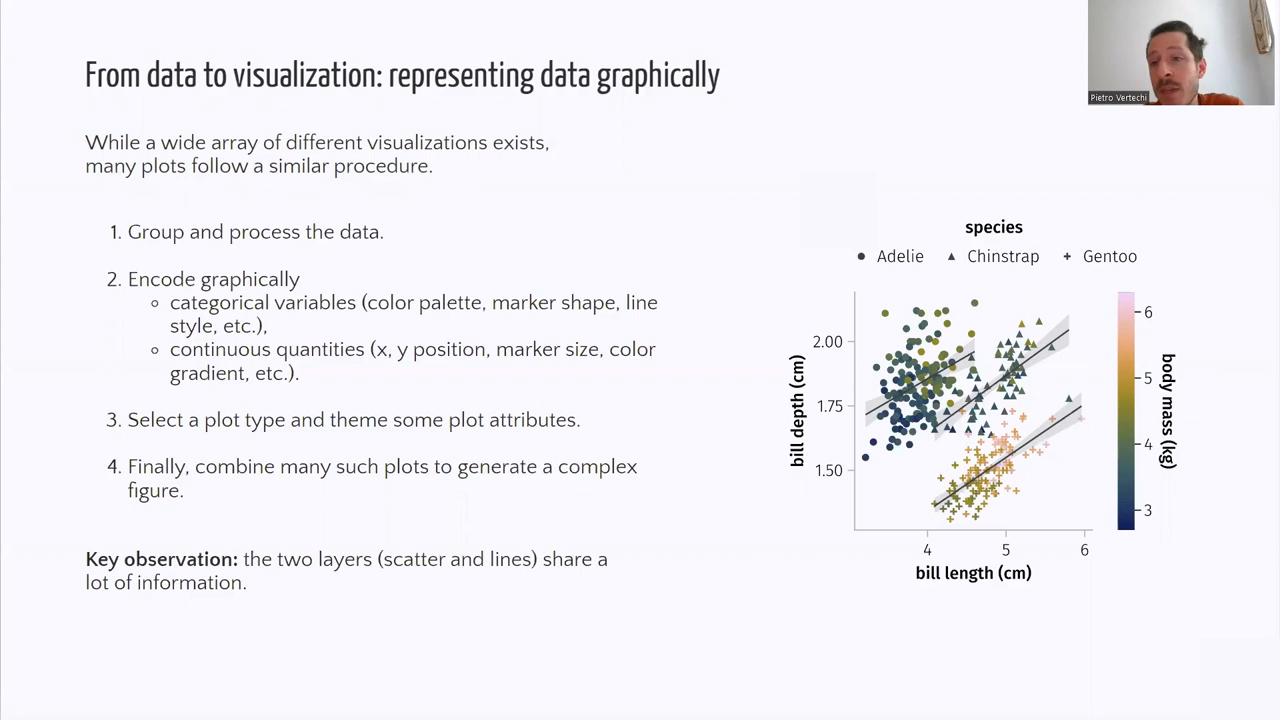 From data to visualization: representing data graphically
Pietro Vertechi
While a wide array of different visualizations exists,
many plots follow a similar procedure.
1. Group and process the data.
2. Encode graphically
◦ categorical variables (color palette, marker shape, line
style, etc.),
◦ continuous quantities (x, y position, marker size, color
gradient, etc.).
3. Select a plot type and theme some plot attributes.
4. Finally, combine many such plots to generate a complex
figure.
Key observation: the two layers (scatter and lines) share a
lot of information.
species
Adelie Chinstrap Gentoo
bill depth (cm)
2.00
1.75
1.50
4 5 6
bill length (cm)
6
5
4
3
body mass (kg)